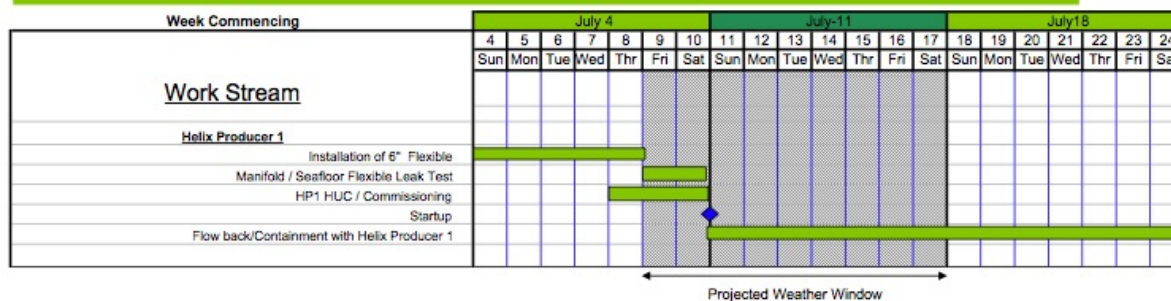 Week Commencing July 4 July-11 July18
4 5 6 7 8 9 10 11 12 13 14 15 16 17 18 19 20 21 22 23 24
Sun Mon Tue Wed Thr Fri Sat Sun Mon Tue Wed Thr Fri Sat Sun Mon Tue Wed Thr Fri
Work Stream
Helix Producer 1
Installation of 6" Flexible
Manifold / Seafloor Flexible Leak Test
HP1 HUC / Commissioning
Startup
Flow back/Containment with Helix Producer 1
Projected Weather Window